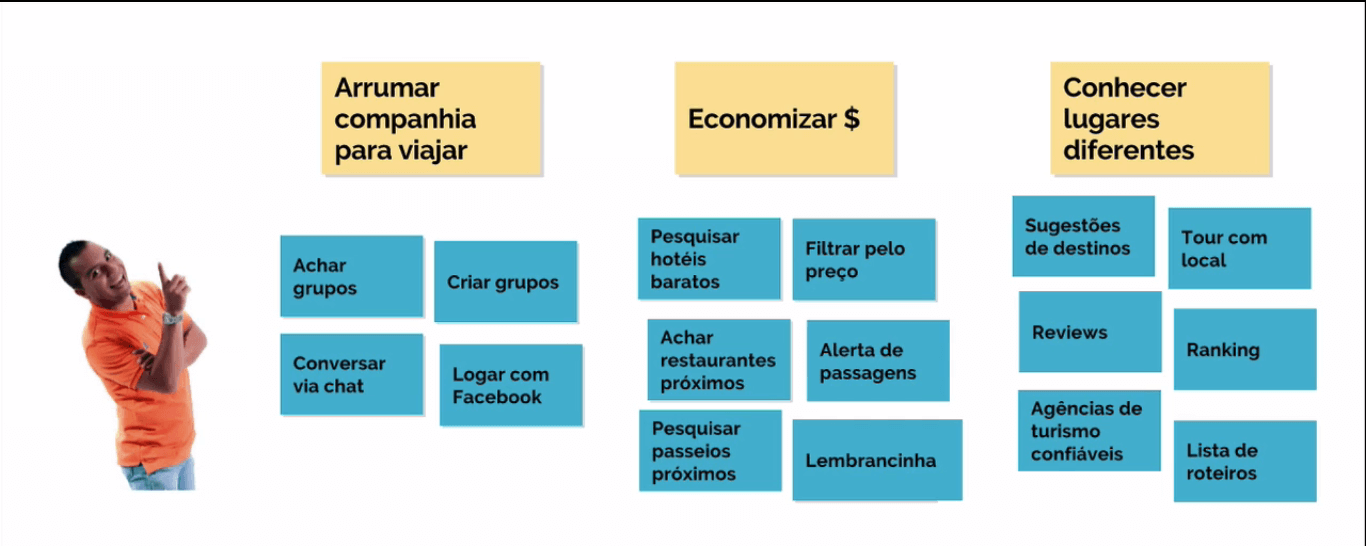 Arrumar
companhia
para viajar
Economizar $
Conhecer
lugares
diferentes
Achar
grupos
Criar grupos
Conversar
via chat
Logar com
Facebook
Pesquisar
hotéis
baratos
Filtrar pelo
preço
Achar
restaurantes
próximos
Alerta de
passagens
Pesquisar
passeios
próximos
Lembrancinha
Sugestões
de destinos
Tour com
local
Reviews
Ranking
Agências de
turismo
confiáveis
Lista de
roteiros